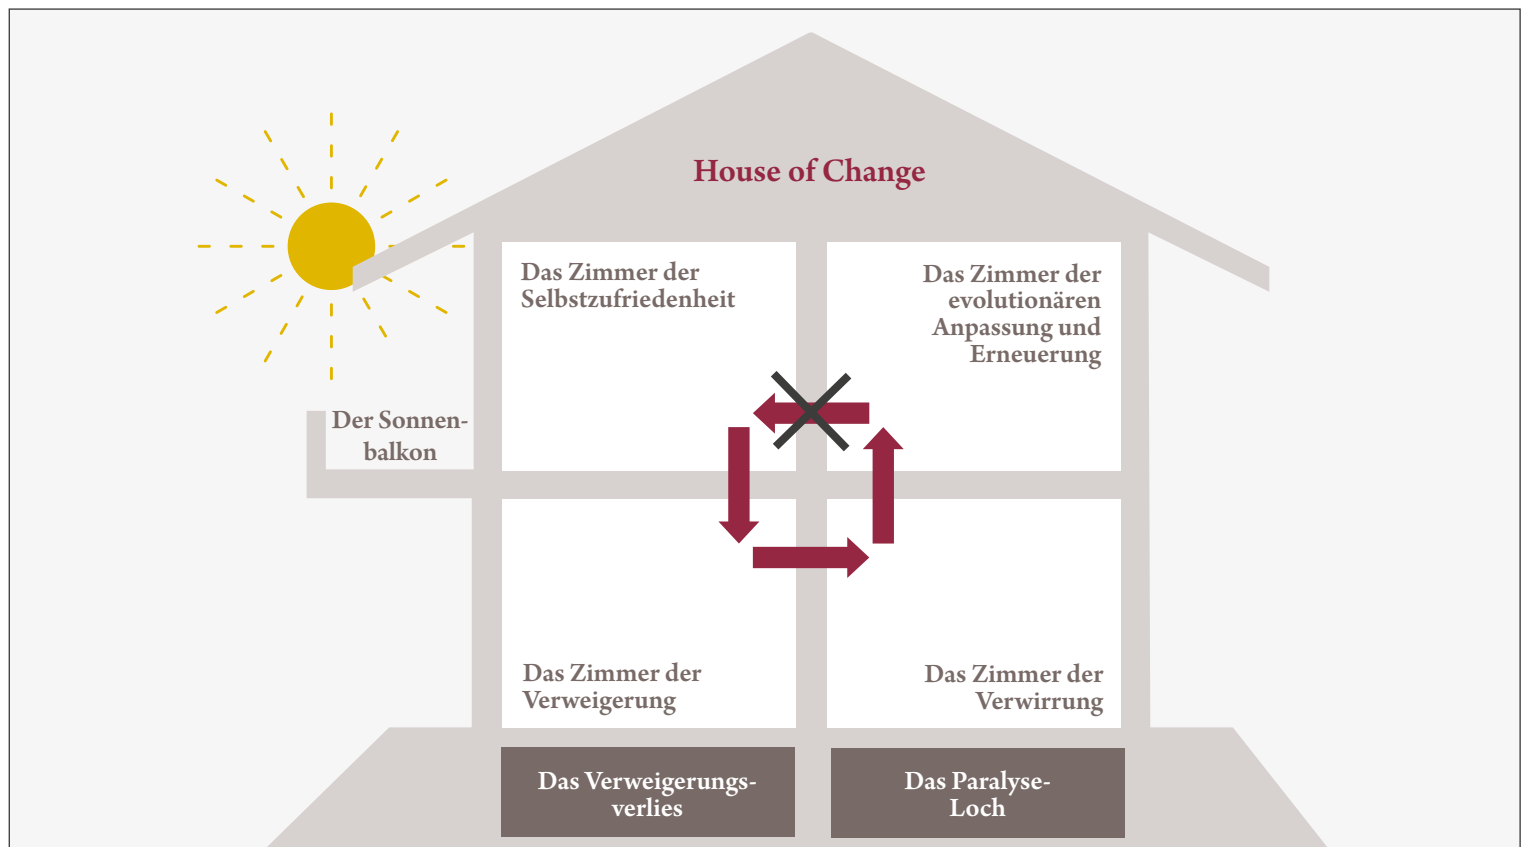 House of Change
Das Zimmer der
Selbstzufriedenheit
Das Zimmer der
evolutionären
Anpassung und
Erneuerung
Der Sonnen-
balkon
Das Zimmer der
Verweigerung
Das Zimmer der
Verwirrung
Das Verweigerungs-
verlies
Das Paralyse-
Loch